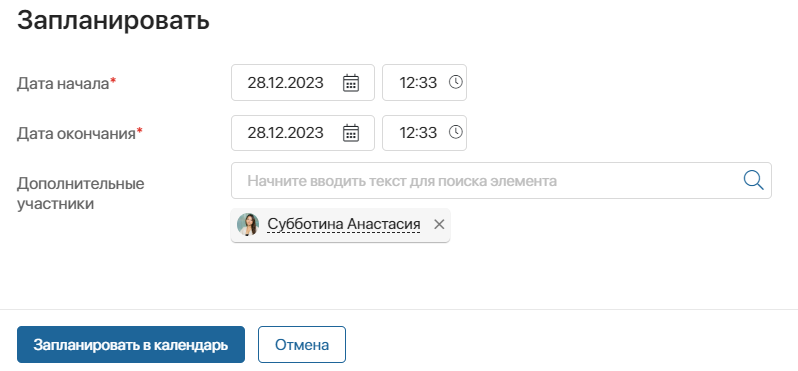 Запланировать
Дата начала* 28.12.2023 12:33
Дата окончания* 28.12.2023 12:33
Дополнительные участники
Начните вводить текст для поиска элемента
Субботина Анастасия
Запланировать в календарь Отмена